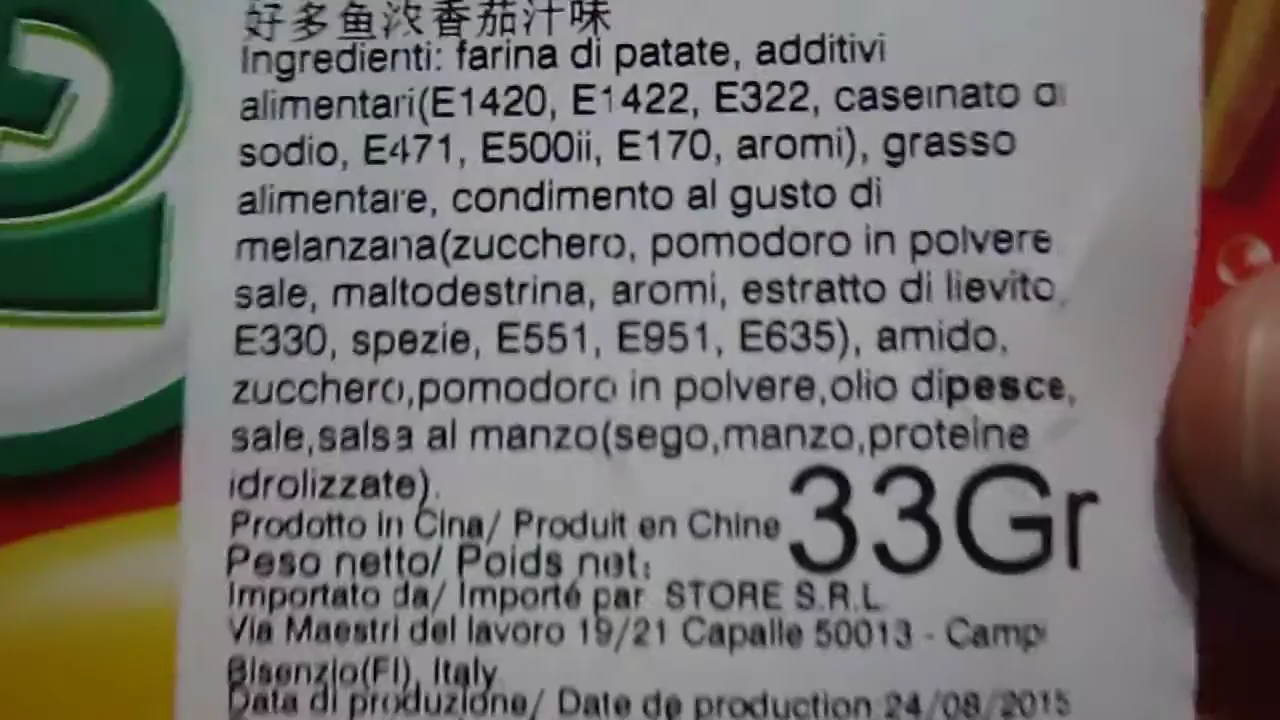 好多鱼浓香茄汁味
Ingredienti: farina di patate, additivi
alimentari(E1420, E1422, E322, caseinato di
sodio, E471, E500ii, E170, aromi), grasso
alimentare, condimento al gusto di
melanzana(zucchero, pomodoro in polvere
sale, maltodestrina, aromi, estratto di lievito,
E330, spezie, E551, E951, E635), amido,
zucchero,pomodoro in polvere,olio dipesce,
sale,salsa al manzo(sego,manzo,proteine
idrolizzate).
Prodotto in Cina/ Produit en Chine
Peso netto/ Poids net: 33Gr
Importato da/ Importé par STORE S.R.L
Via Maestri del lavoro 19/21 Capalle 50013 - Campi
Bisenzio(FI), Italy
Data di produzione/ Date de production:24/08/2015